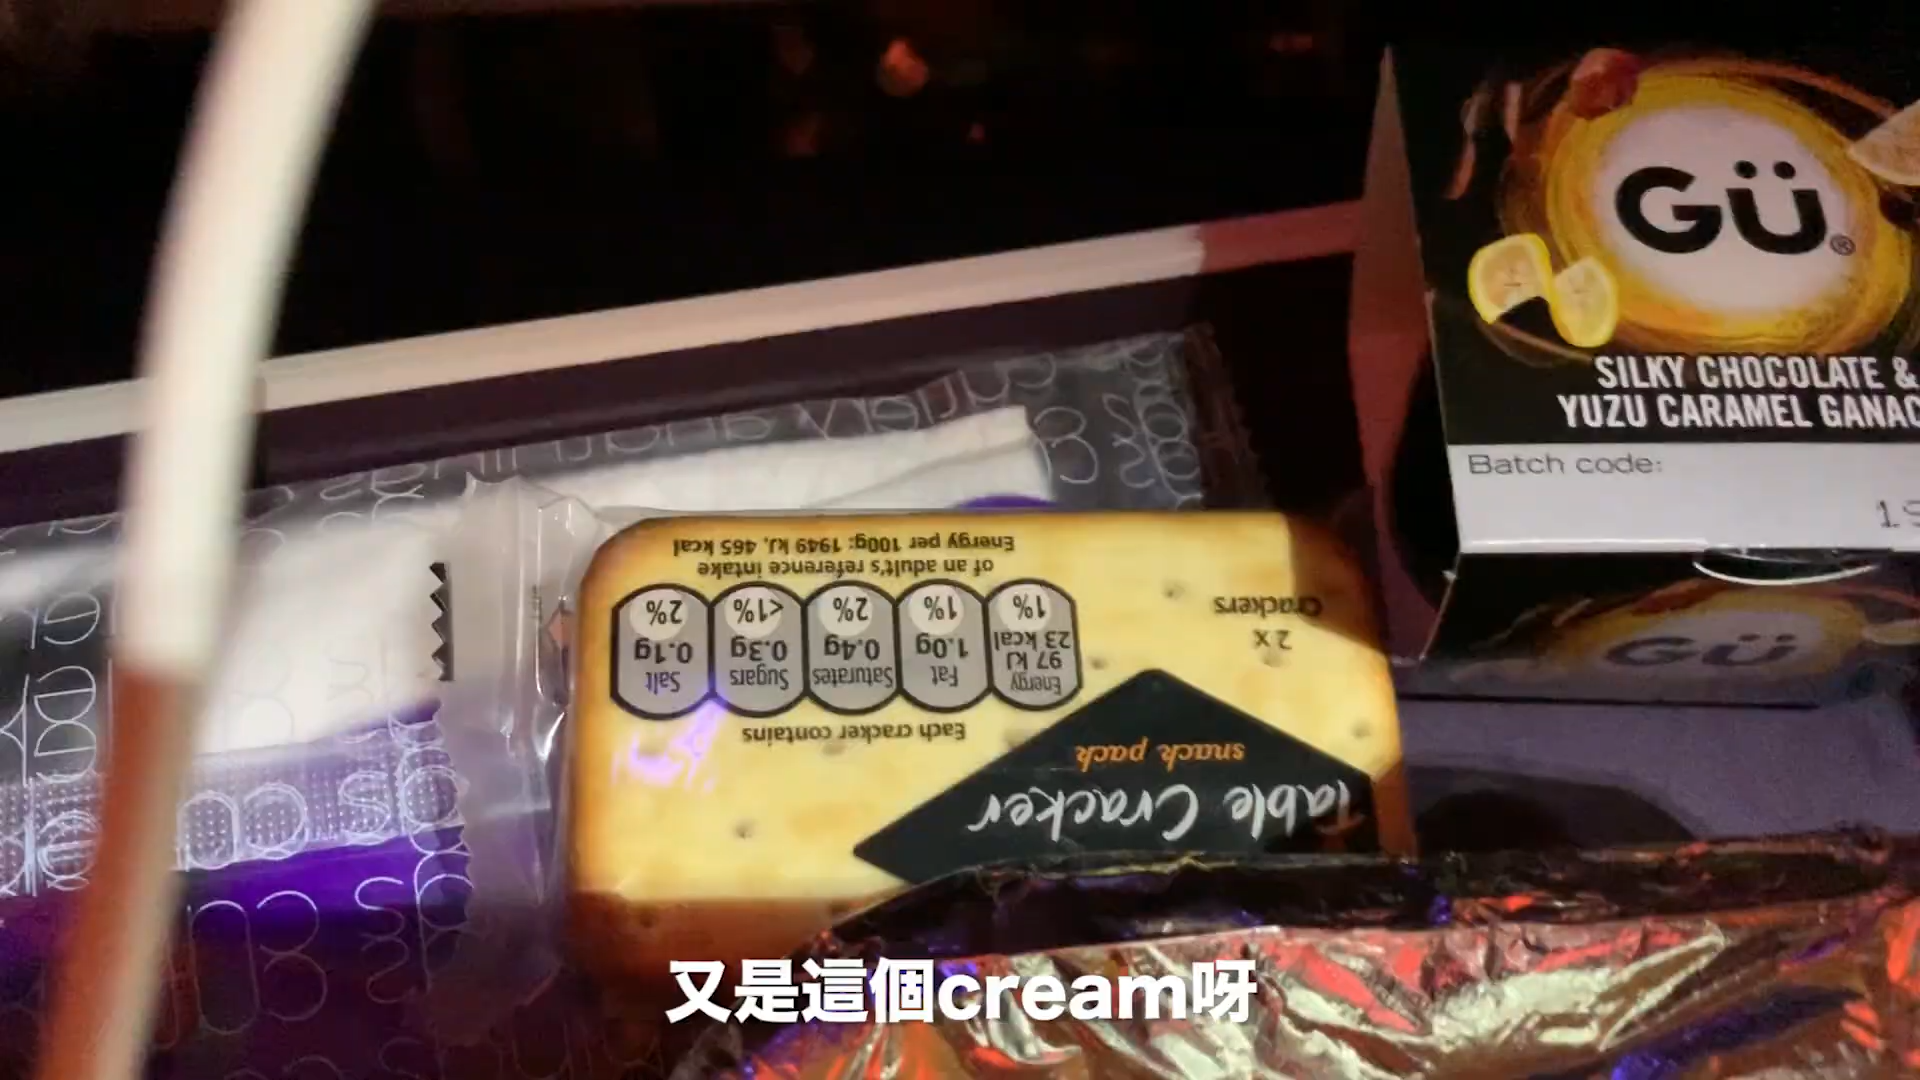 Gü®
SILKY CHOCOLATE &
YUZU CARAMEL GANAC
Batch code:
Gü
Table Cracker
snack pack
2 x
Crackers
Each cracker contains
Energy
97 kJ
23 kcal
1%
Fat
1.0g
1%
Saturates
0.4g
2%
Sugars
0.3g
<1%
Salt
0.1g
2%
of an adult's reference intake
Energy per 100g: 1949 kJ, 465 kcal
又是這個cream呀